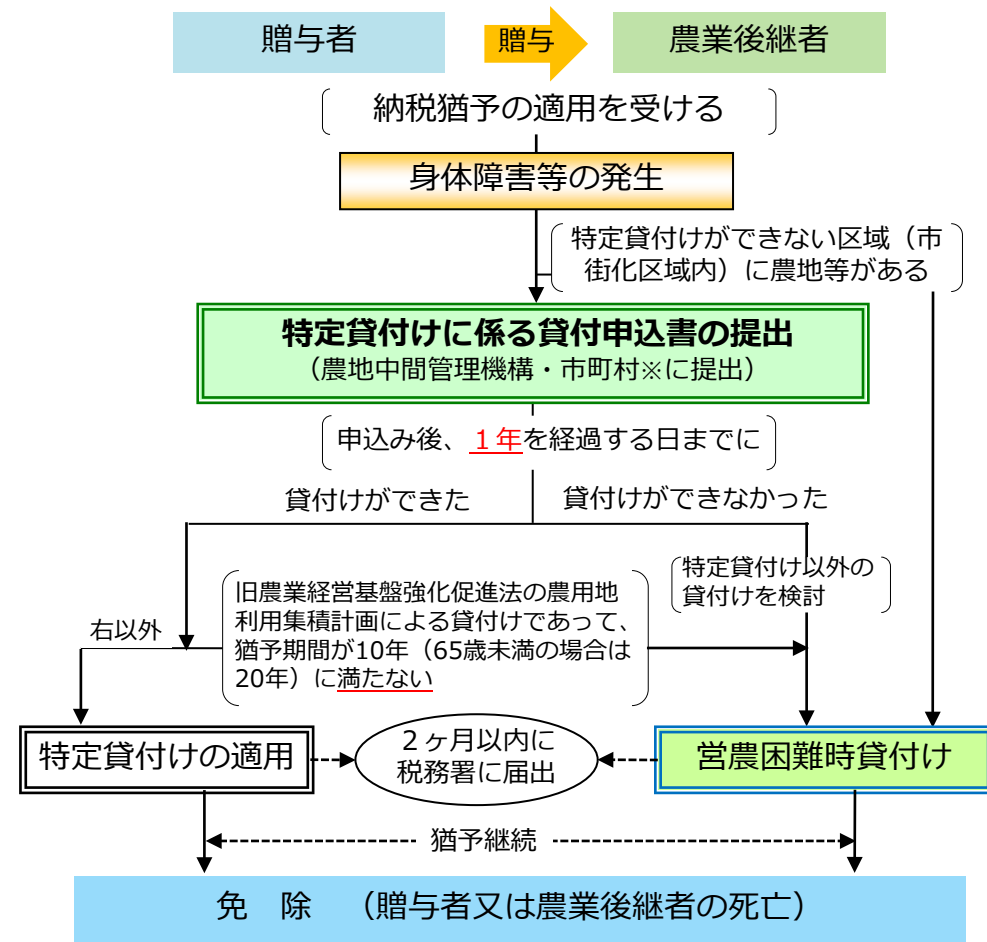 贈与者
贈与
農業後継者
納税猶予の適用を受ける
身体障害等の発生
特定貸付けができない区域（市
街化区域内）に農地等がある
特定貸付けに係る貸付申込書の提出
（農地中間管理機構・市町村※に提出）
申込み後、１年を経過する日までに
貸付けができた
貸付けができなかった
特定貸付け以外の
貸付けを検討
旧農業経営基盤強化促進法の農用地
利用集積計画による貸付けであって、
猶予期間が10年（65歳未満の場合は
20年）に満たない
右以外
特定貸付けの適用
２ヶ月以内に
税務署に届出
営農困難時貸付け
猶予継続
免　除　（贈与者又は農業後継者の死亡）